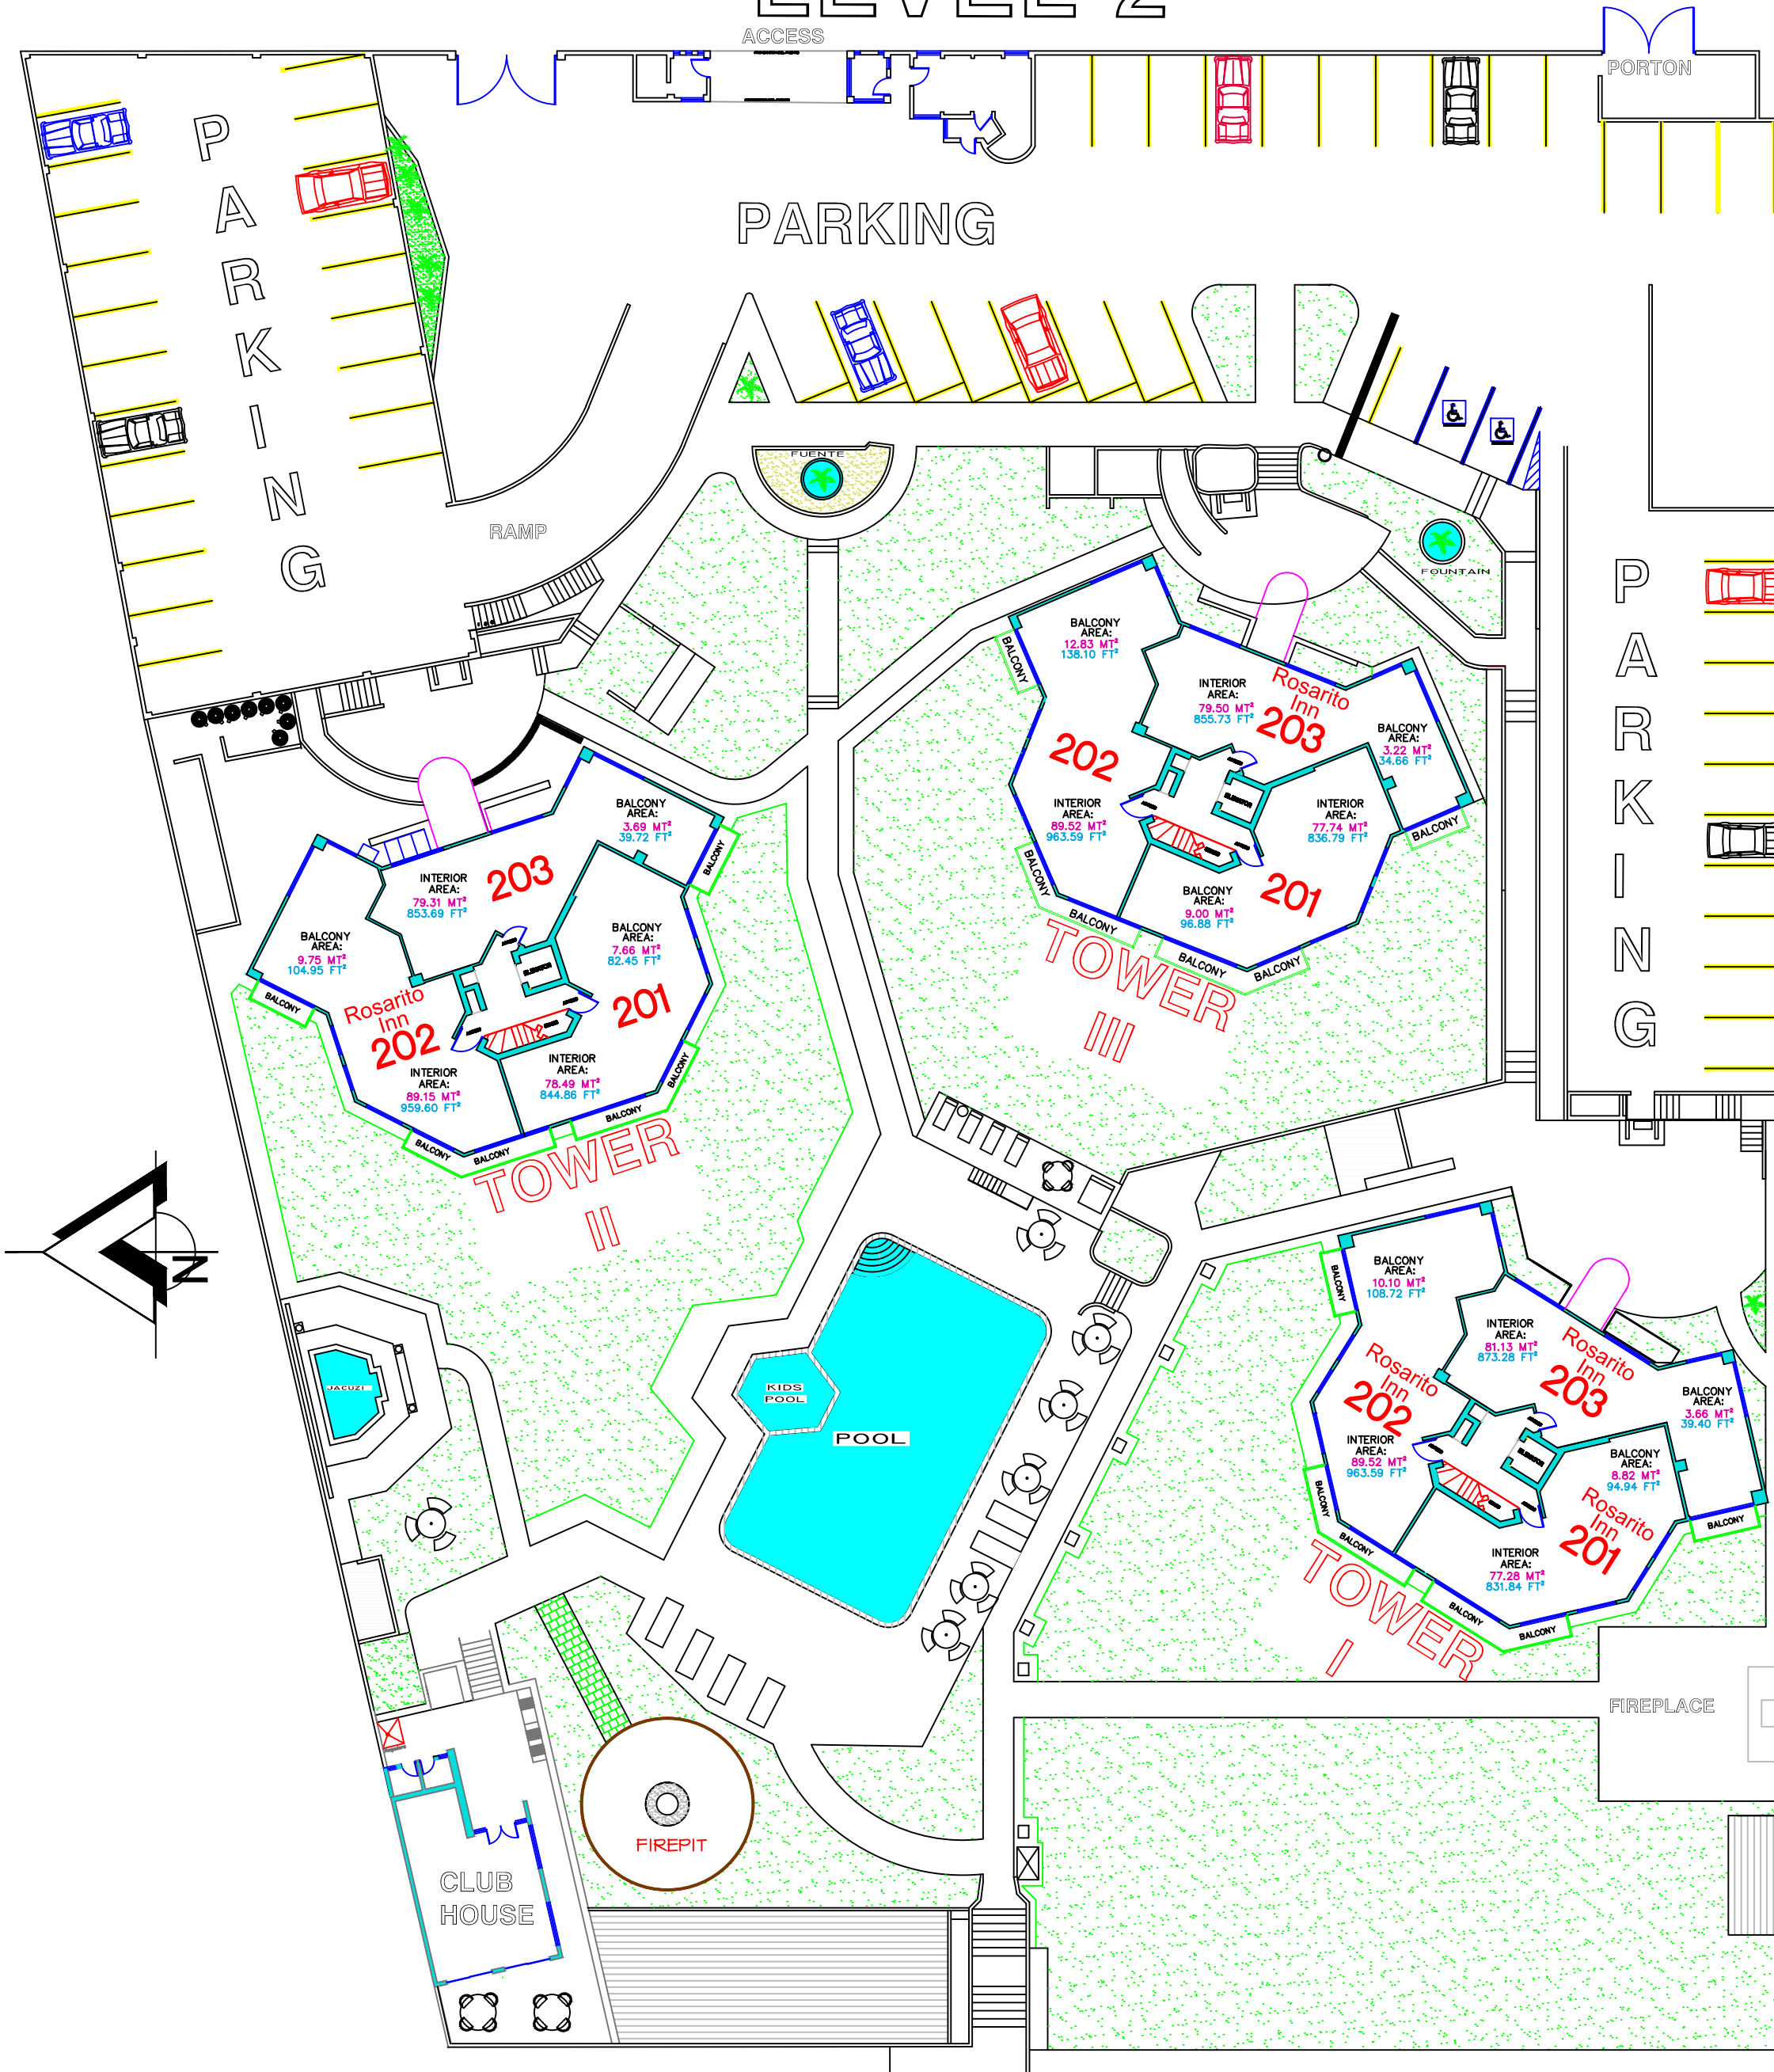 LEVEL 2
ACCESS
PORTON
PARKING
PARKING
PARKING
RAMP
FUENTE
FOUNTAIN
BALCONY
AREA:
12.83 MT²
138.10 FT²
BALCONY
INTERIOR
AREA:
79.50 MT²
855.73 FT²
Rosarito
Inn
203
BALCONY
AREA:
3.22 MT²
34.66 FT²
202
INTERIOR
AREA:
89.52 MT²
963.59 FT²
ELEVATOR
INTERIOR
AREA:
77.74 MT²
836.79 FT²
BALCONY
BALCONY
201
BALCONY
AREA:
9.00 MT²
96.88 FT²
BALCONY
BALCONY
BALCONY
TOWER
III
BALCONY
AREA:
3.69 MT²
39.72 FT²
BALCONY
203
INTERIOR
AREA:
79.31 MT²
853.69 FT²
BALCONY
AREA:
9.75 MT²
104.95 FT²
BALCONY
BALCONY
AREA:
7.66 MT²
82.45 FT²
ELEVATOR
201
Rosarito
Inn
202
INTERIOR
AREA:
89.15 MT²
959.60 FT²
INTERIOR
AREA:
78.49 MT²
844.86 FT²
BALCONY
BALCONY
BALCONY
BALCONY
TOWER
II
N
JACUZI
KIDS
POOL
POOL
BALCONY
AREA:
10.10 MT²
108.72 FT²
BALCONY
INTERIOR
AREA:
81.13 MT²
873.28 FT²
Rosarito
Inn
203
BALCONY
AREA:
3.66 MT²
39.40 FT²
Rosarito
Inn
202
INTERIOR
AREA:
89.52 MT²
963.59 FT²
ELEVATOR
BALCONY
AREA:
8.82 MT²
94.94 FT²
Rosarito
Inn
201
BALCONY
INTERIOR
AREA:
77.28 MT²
831.84 FT²
BALCONY
BALCONY
BALCONY
BALCONY
TOWER
I
FIREPLACE
FIREPIT
CLUB
HOUSE